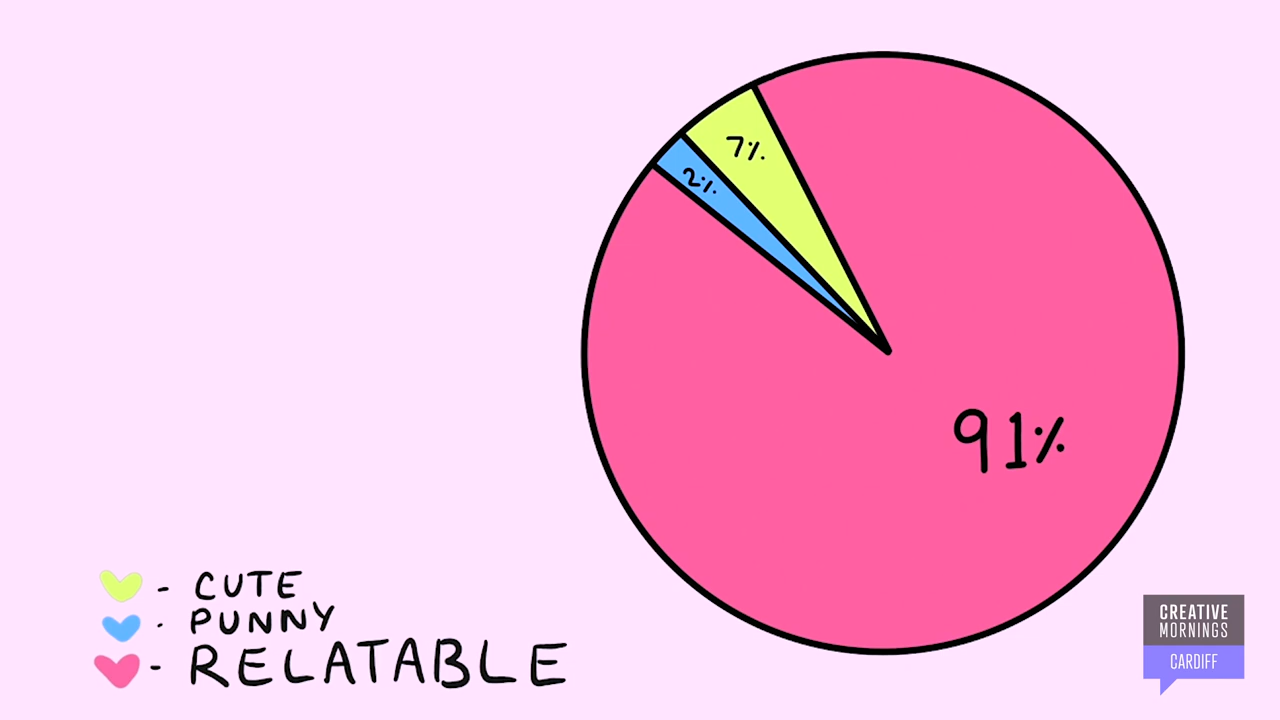 7%
2%
91%
- CUTE
- PUNNY
- RELATABLE
CREATIVE
MORNINGS
CARDIFF